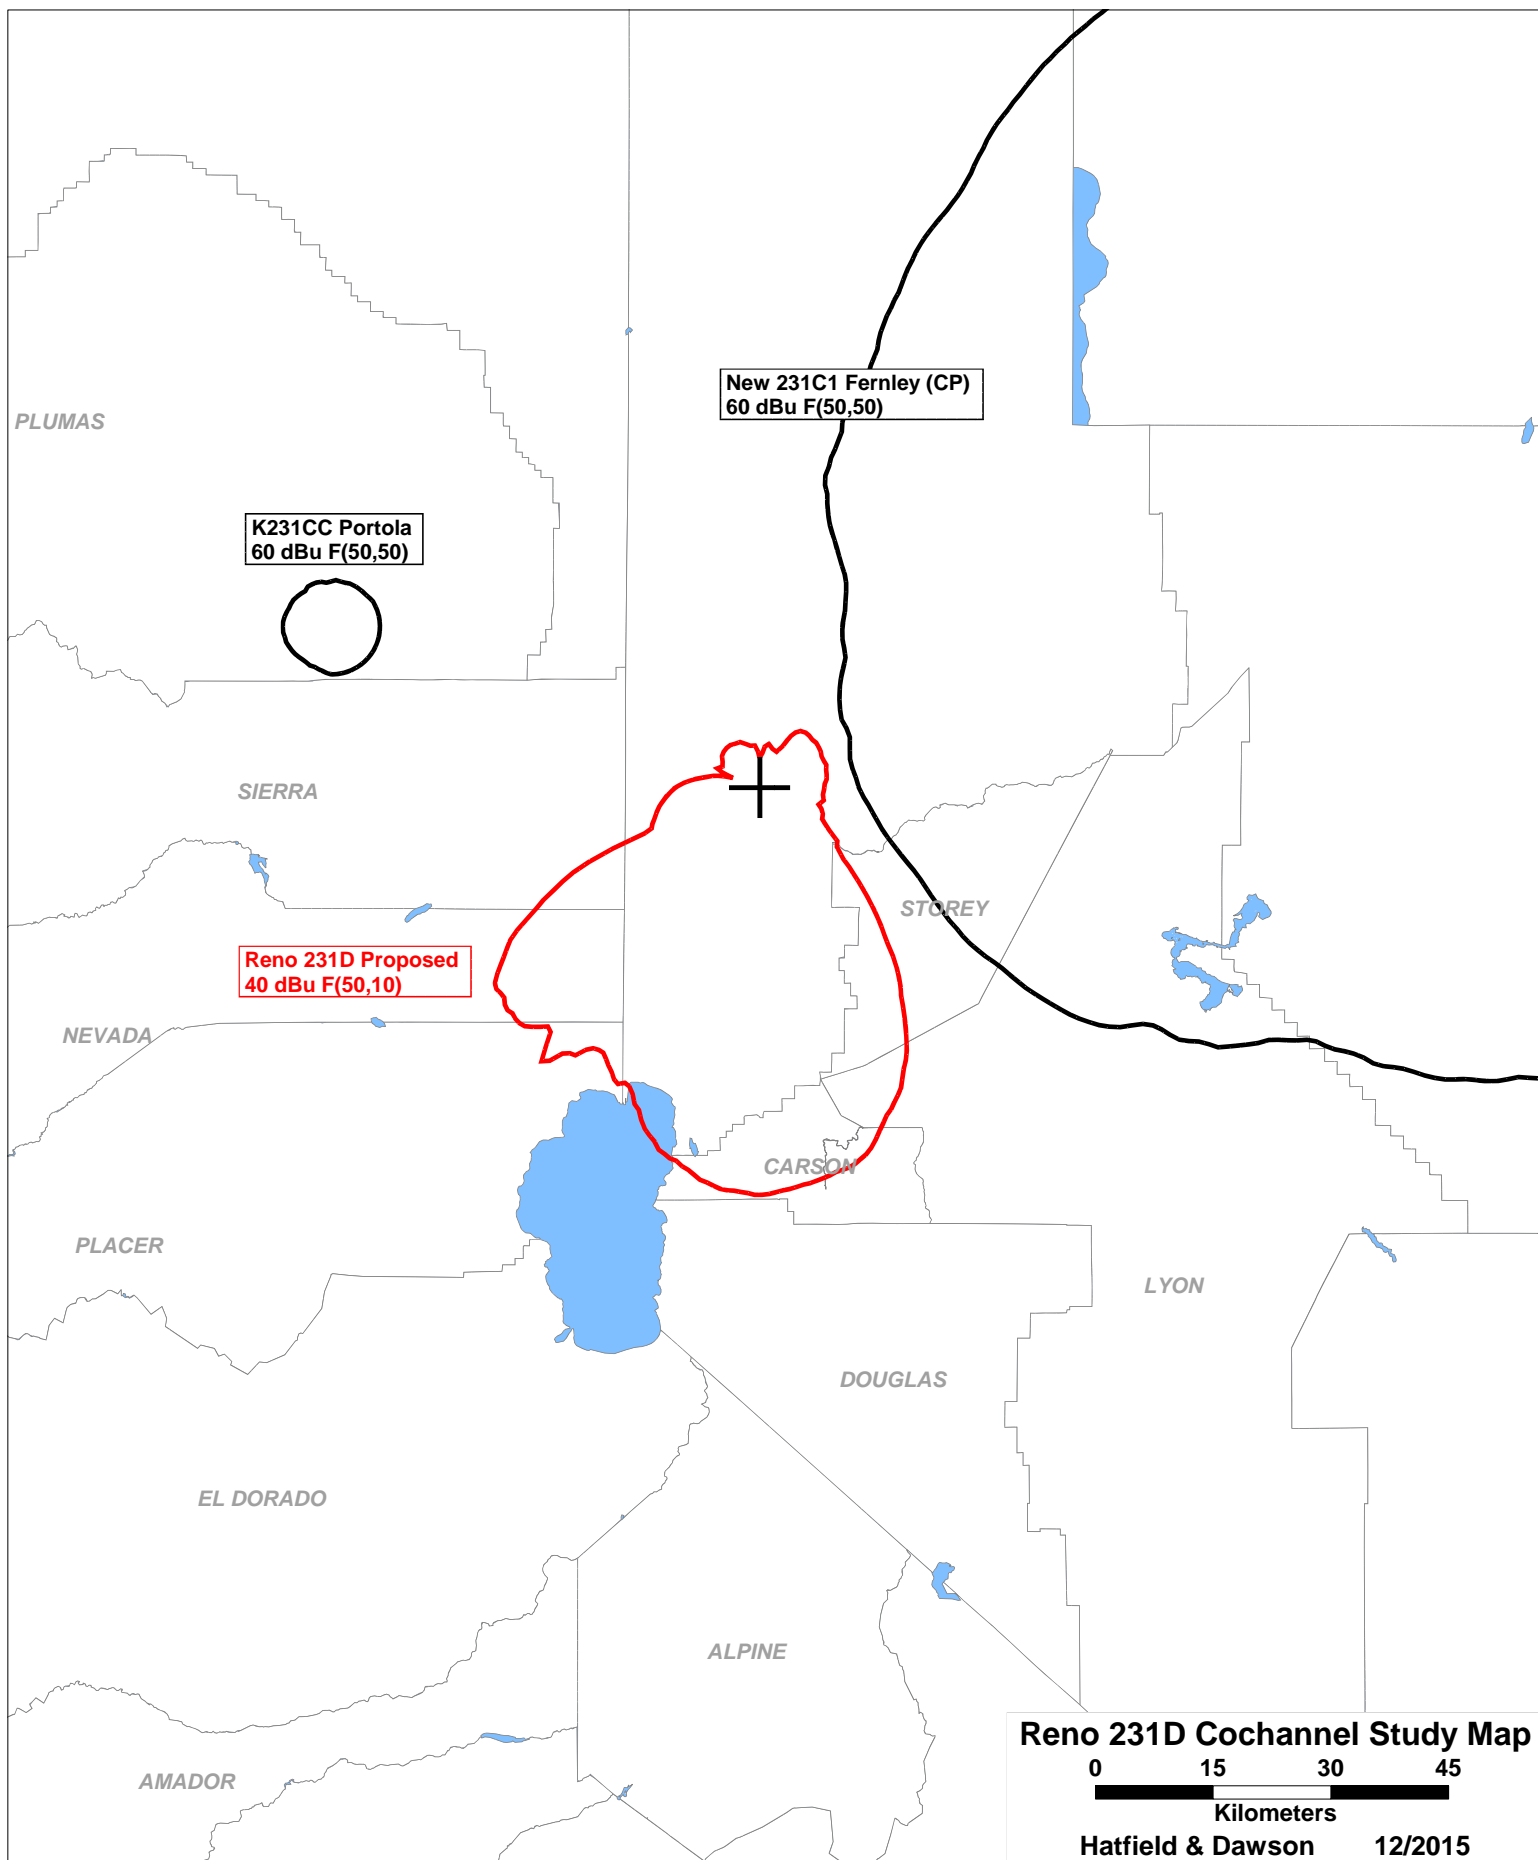 New 231C1 Fernley (CP)
60 dBu F(50,50)
PLUMAS
K231CC Portola
60 dBu F(50,50)
SIERRA
STOREY
Reno 231D Proposed
40 dBu F(50,10)
NEVADA
CARSON
PLACER
LYON
DOUGLAS
EL DORADO
ALPINE
AMADOR
Reno 231D Cochannel Study Map
0 15 30 45
Kilometers
Hatfield & Dawson 12/2015